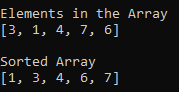 Elements in the Array
[3, 1, 4, 7, 6]
Sorted Array
[1, 3, 4, 6, 7]